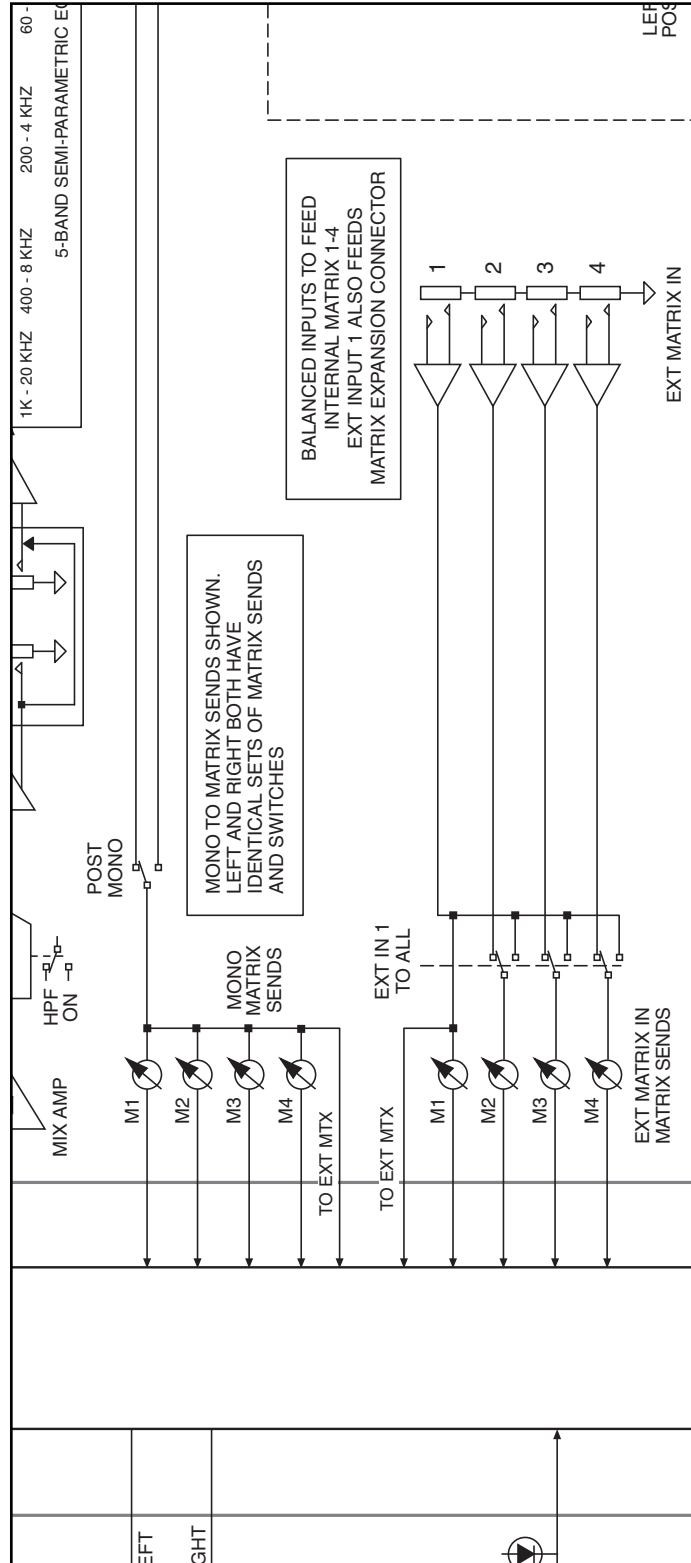 1K - 20 KHZ 400 - 8 KHZ 200 - 4 KHZ 60 -
5-BAND SEMI-PARAMETRIC
MIX AMP
HPF
ON
POST
MONO
MONO TO MATRIX SENDS SHOWN.
LEFT AND RIGHT BOTH HAVE
IDENTICAL SETS OF MATRIX SENDS
AND SWITCHES
MONO
MATRIX
SENDS
M1
M2
M3
M4
TO EXT MTX
BALANCED INPUTS TO FEED
INTERNAL MATRIX 1-4
EXT INPUT 1 ALSO FEEDS
MATRIX EXPANSION CONNECTOR
EXT IN 1
TO ALL
TO EXT MTX
M1
M2
M3
M4
EXT MATRIX IN
MATRIX SENDS
1
2
3
4
EXT MATRIX IN